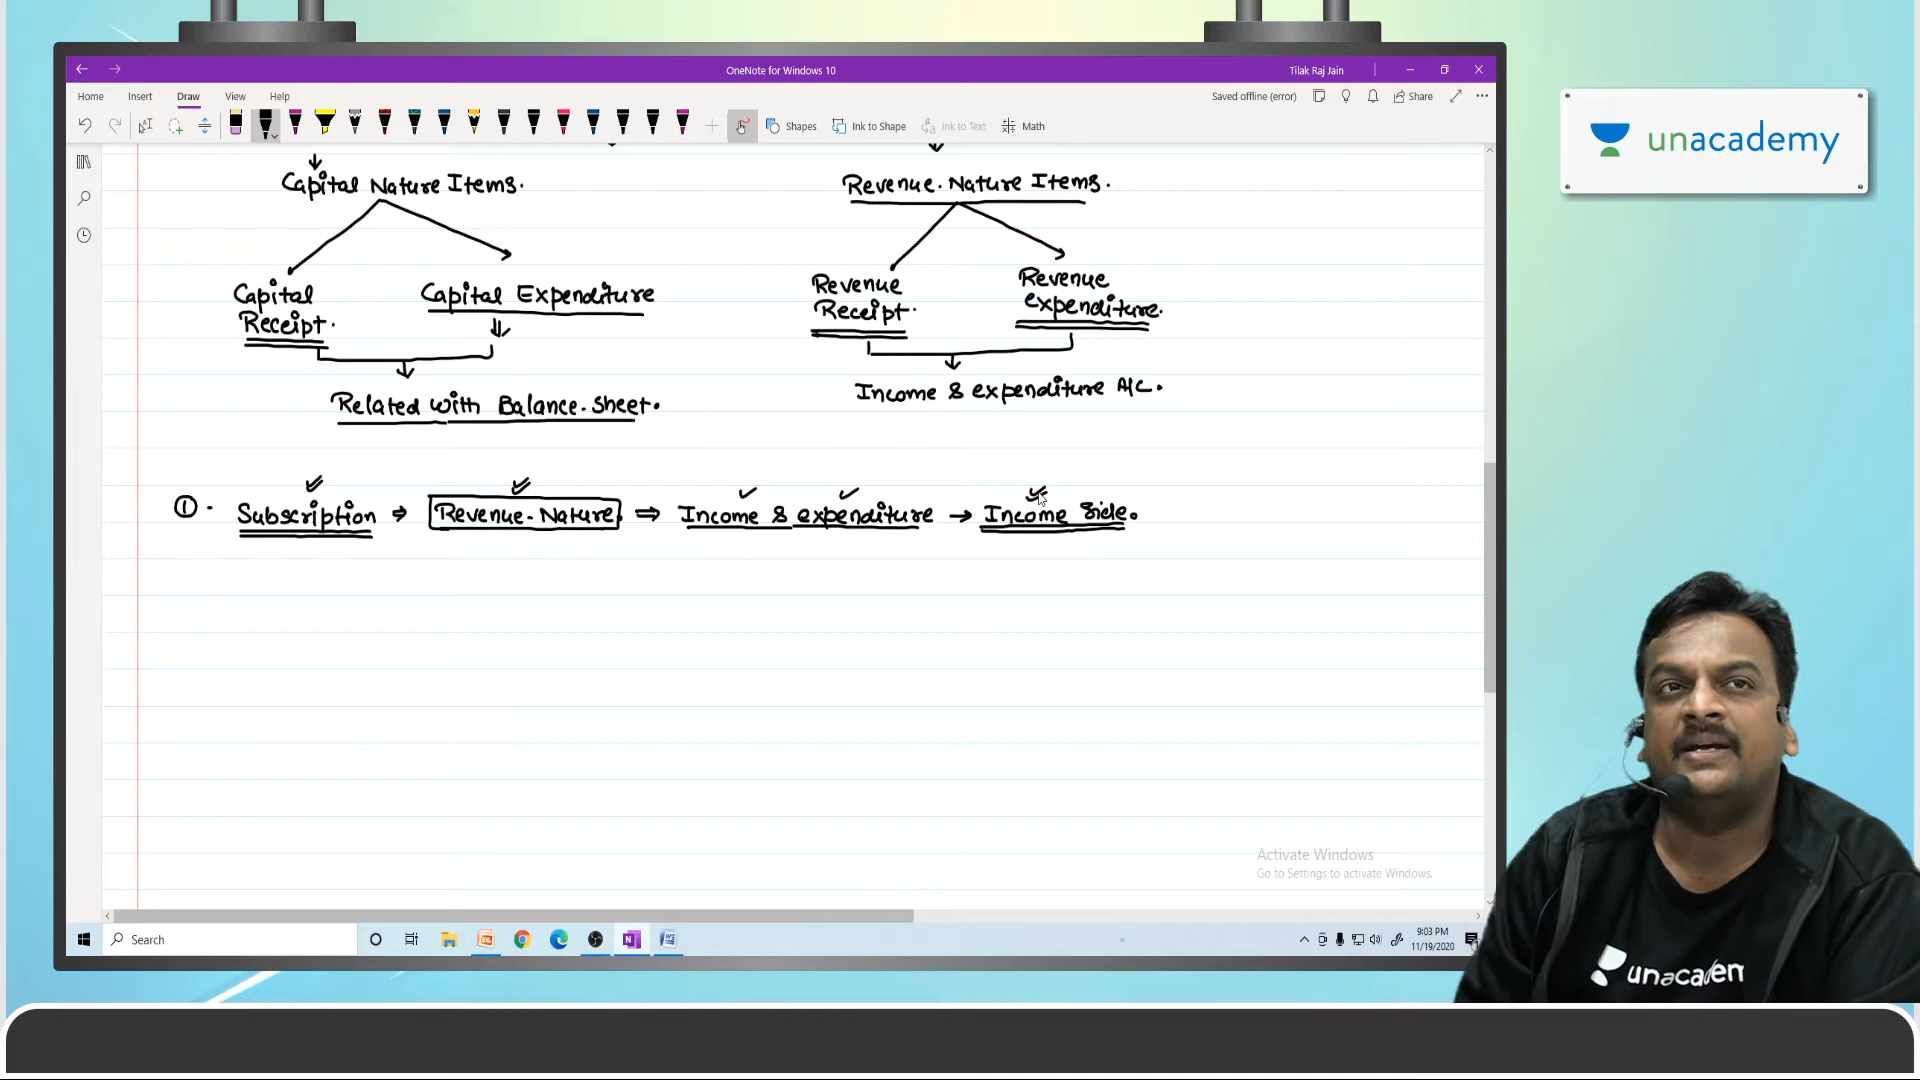 OneNote for Windows 10
Tilak Raj Jain
Home Insert Draw View Help
Saved offline (error)
Share
Shapes
Ink to Shape
Ink to Text
Math
unacademy
Capital Nature Items.
Revenue. Nature Items.
Capital
Receipt.
Capital Expenditure
Revenue
Receipt.
Revenue
expenditure.
Related with Balance. Sheet.
Income & expenditure A/C.
①. Subscription ⇒ Revenue-Nature. ⇒ Income & expenditure → Income Side.
Activate Windows
Go to Settings to activate Windows.
Search
9:03 PM
11/19/2020
unacadem